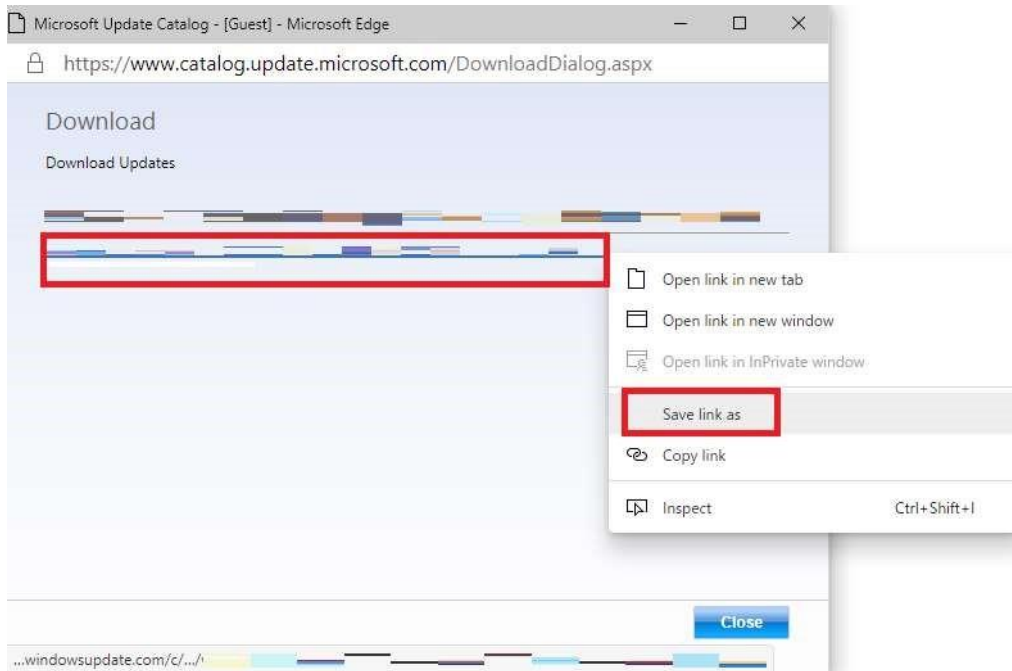 Microsoft Update Catalog - [Guest] - Microsoft Edge
https://www.catalog.update.microsoft.com/DownloadDialog.aspx
Download
Download Updates
Open link in new tab
Open link in new window
Open link in InPrivate window
Save link as
Copy link
Inspect Ctrl+Shift+I
Close
...windowsupdate.com/c/.../